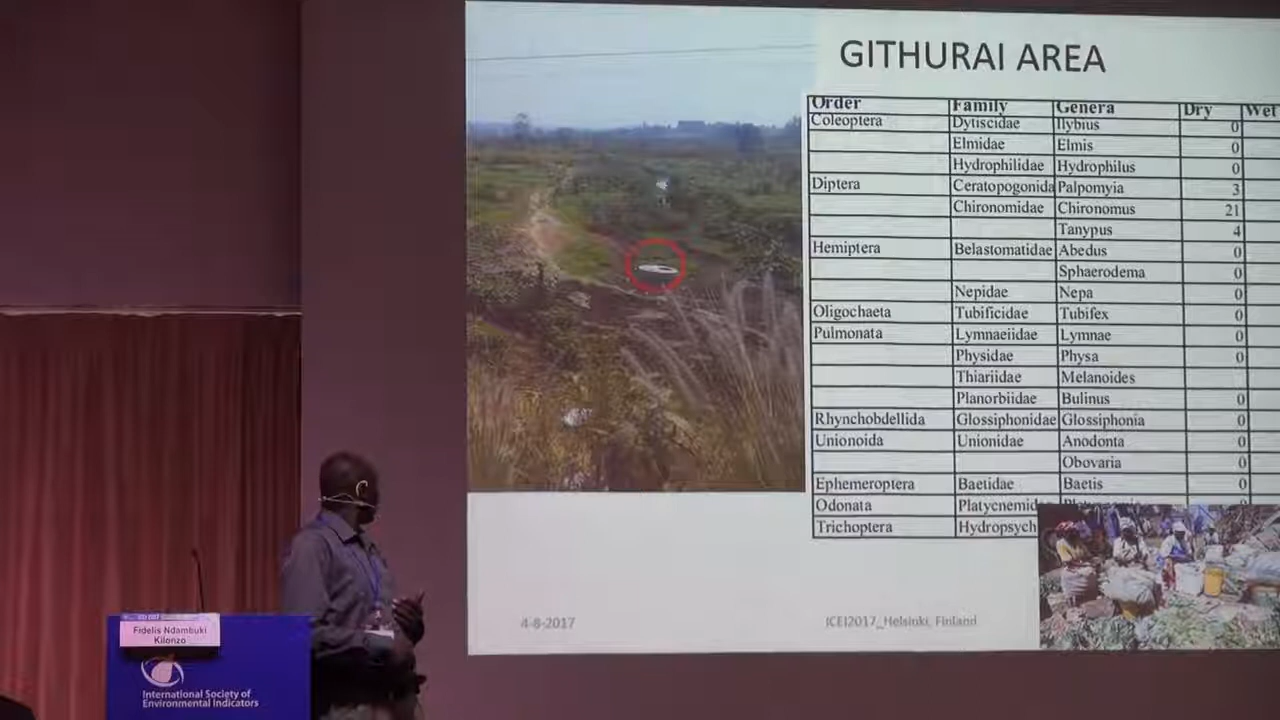 GITHURAI AREA
Order Family Genera Dry Wet
Coleoptera Dytiscidae Ilybius 0
Elmidae Elmis 0
Hydrophilidae Hydrophilus 0
Diptera Ceratopogonida Palpomyia 3
Chironomidae Chironomus 21
Tanypus 4
Hemiptera Belastomatidae Abedus 0
Sphaerodema 0
Nepidae Nepa 0
Oligochaeta Tubificidae Tubifex 0
Pulmonata Lymnaeiidae Lymnae 0
Physidae Physa 0
Thiariidae Melanoides
Planorbiidae Bulinus 0
Rhynchobdellida Glossiphonidae Glossiphonia 0
Unionoida Unionidae Anodonta 0
Obovaria 0
Ephemeroptera Baetidae Baetis 0
Odonata Platycnemid
Trichoptera Hydropsych
4-8-2017 ICEI2017_Helsinki, Finland
Fidelis Ndambuki
Kilonzo
International Society of
Environmental Indicators